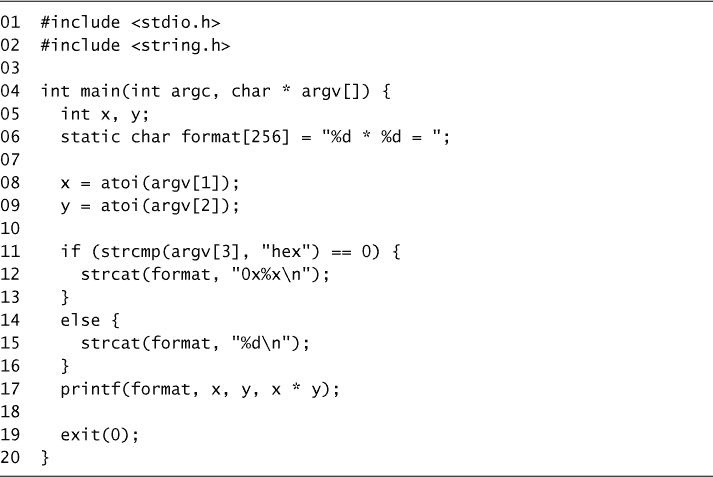 01 #include <stdio.h>
02 #include <string.h>
03
04 int main(int argc, char * argv[]) {
05   int x, y;
06   static char format[256] = "%d * %d = ";
07
08   x = atoi(argv[1]);
09   y = atoi(argv[2]);
10
11   if (strcmp(argv[3], "hex") == 0) {
12     strcat(format, "0x%x\n");
13   }
14   else {
15     strcat(format, "%d\n");
16   }
17   printf(format, x, y, x * y);
18
19   exit(0);
20 }